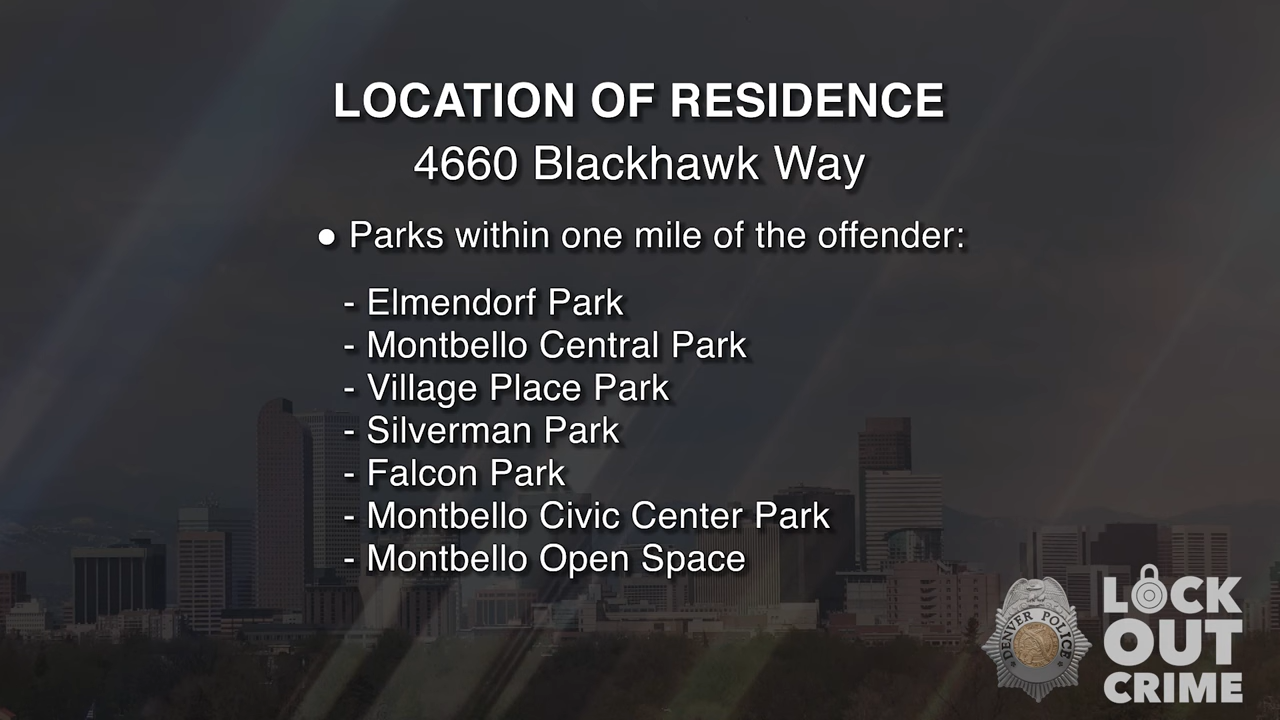 LOCATION OF RESIDENCE
4660 Blackhawk Way
● Parks within one mile of the offender:
- Elmendorf Park
- Montbello Central Park
- Village Place Park
- Silverman Park
- Falcon Park
- Montbello Civic Center Park
- Montbello Open Space
DENVER POLICE
LOCK
OUT
CRIME